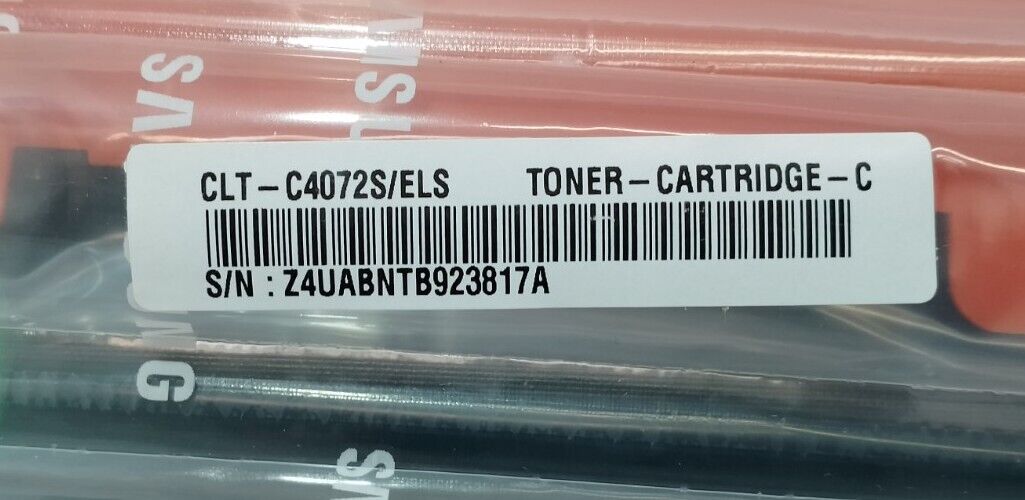 CLT-C4072S/ELS TONER-CARTRIDGE-C
S/N : Z4UABNTB923817A